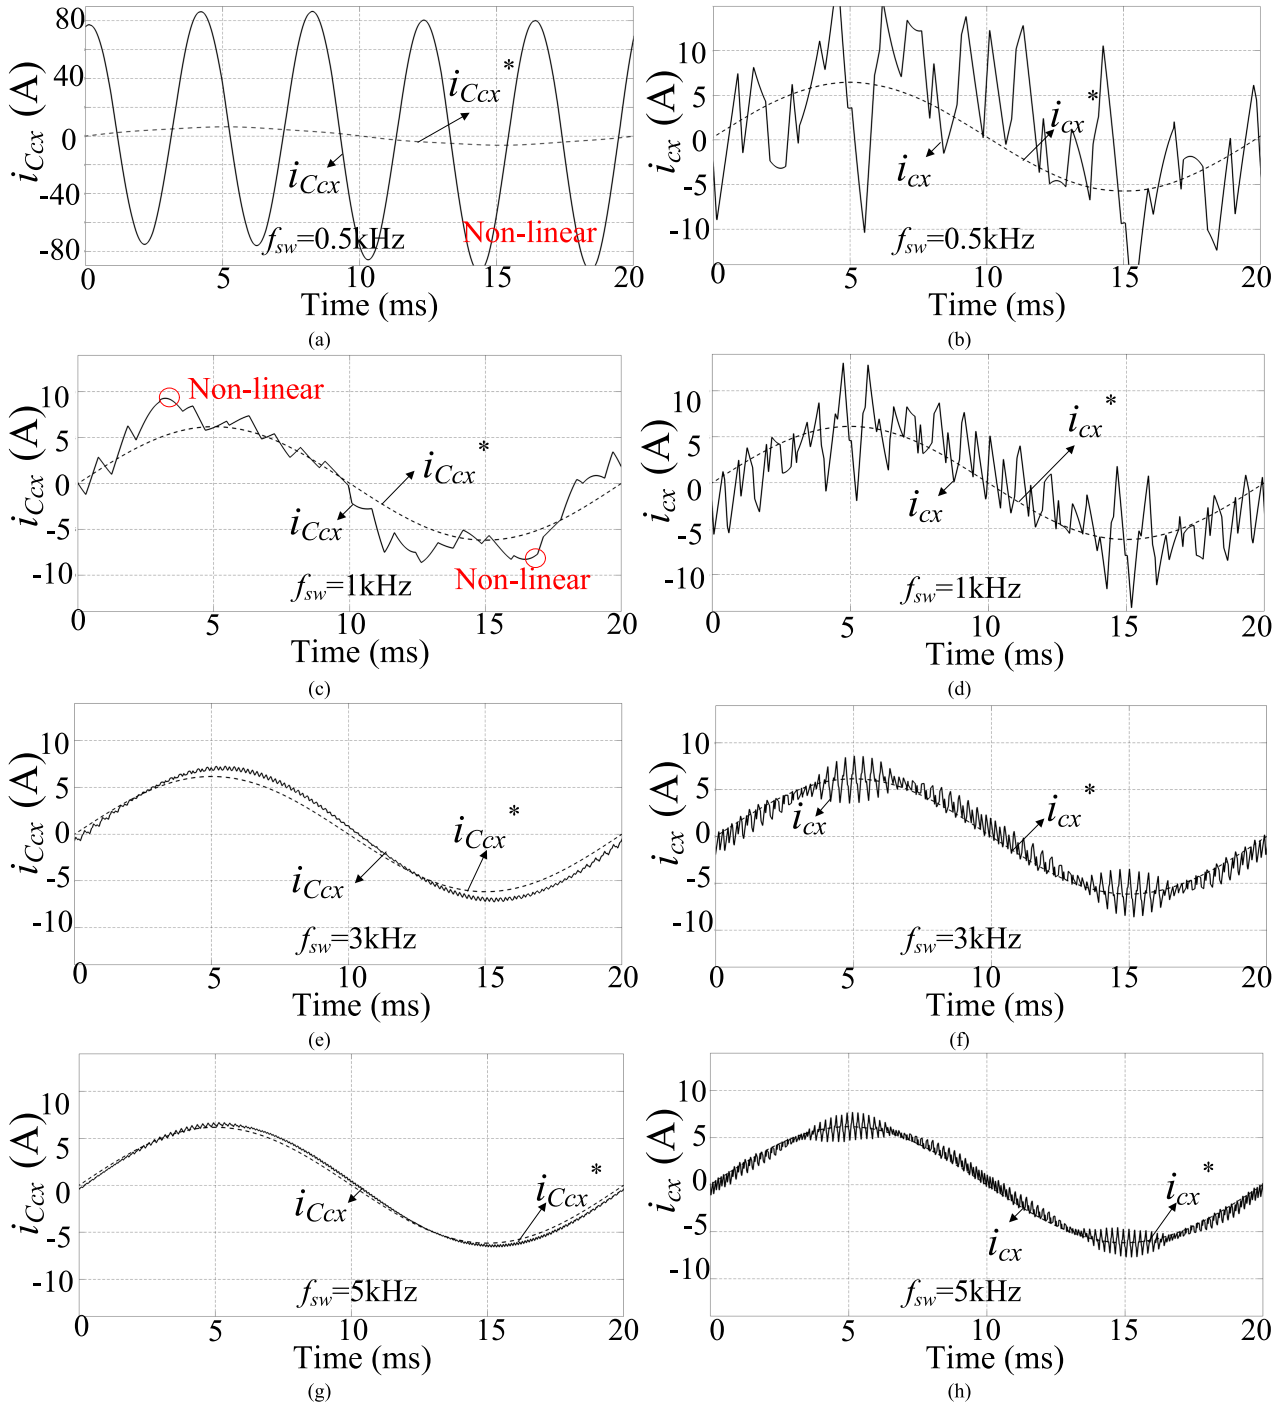 i_Ccx (A)
80
40
0
-40
-80
i_Ccx*
i_Ccx
f_sw=0.5kHz
Non-linear
0 5 10 15 20
Time (ms)
(a)
i_cx (A)
10
5
0
-5
-10
i_cx*
i_cx
f_sw=0.5kHz
0 5 10 15 20
Time (ms)
(b)
i_Ccx (A)
10
5
0
-5
-10
Non-linear
i_Ccx*
i_Ccx
Non-linear
f_sw=1kHz
0 5 10 15 20
Time (ms)
(c)
i_cx (A)
10
5
0
-5
-10
i_cx*
i_cx
f_sw=1kHz
0 5 10 15 20
Time (ms)
(d)
i_Ccx (A)
10
5
0
-5
-10
i_Ccx*
i_Ccx
f_sw=3kHz
0 5 10 15 20
Time (ms)
(e)
i_cx (A)
10
5
0
-5
-10
i_cx
i_cx*
f_sw=3kHz
0 5 10 15 20
Time (ms)
(f)
i_Ccx (A)
10
5
0
-5
-10
i_Ccx
i_Ccx*
f_sw=5kHz
0 5 10 15 20
Time (ms)
(g)
i_cx (A)
10
5
0
-5
-10
i_cx*
i_cx
f_sw=5kHz
0 5 10 15 20
Time (ms)
(h)